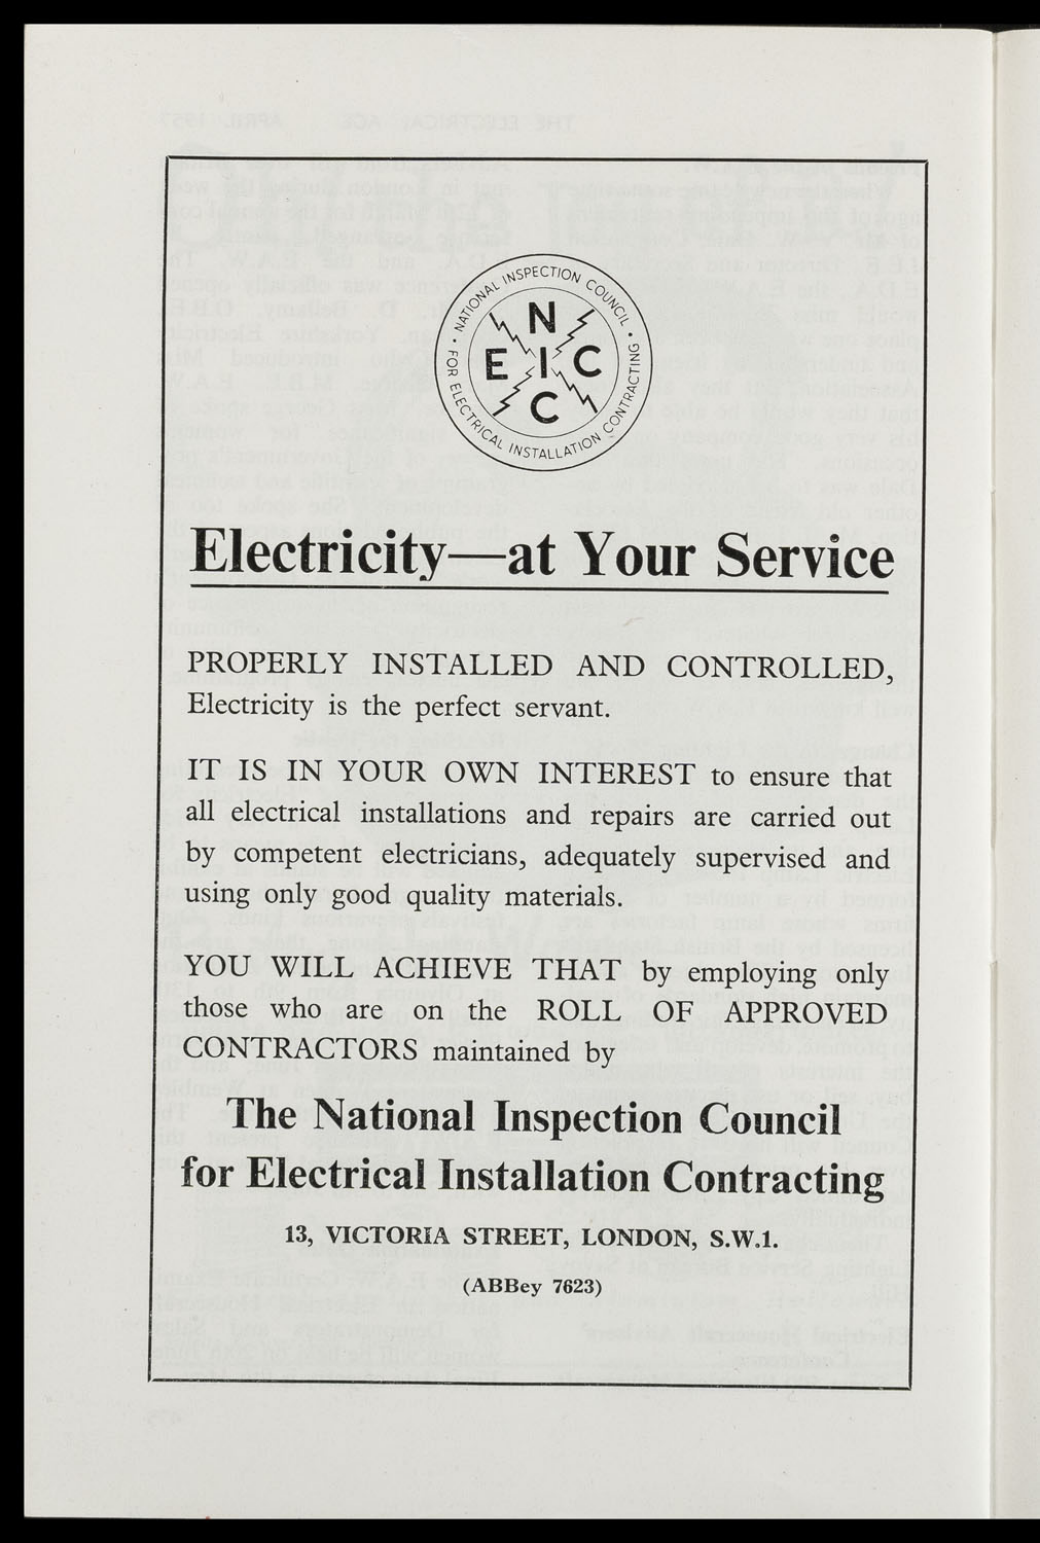 NATIONAL INSPECTION COUNCIL
FOR ELECTRICAL INSTALLATION CONTRACTING
N
E I C
C
Electricity—at Your Service
PROPERLY INSTALLED AND CONTROLLED,
Electricity is the perfect servant.
IT IS IN YOUR OWN INTEREST to ensure that
all electrical installations and repairs are carried out
by competent electricians, adequately supervised and
using only good quality materials.
YOU WILL ACHIEVE THAT by employing only
those who are on the ROLL OF APPROVED
CONTRACTORS maintained by
The National Inspection Council
for Electrical Installation Contracting
13, VICTORIA STREET, LONDON, S.W.1.
(ABBey 7623)